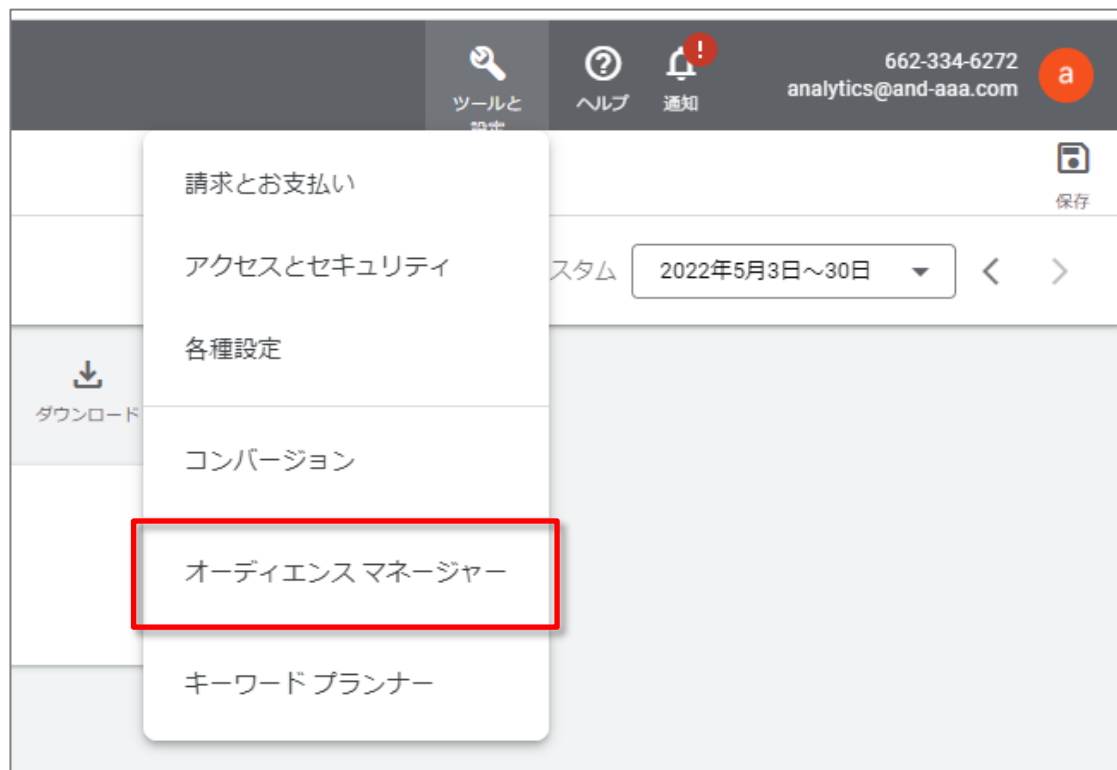 662-334-6272
analytics@and-aaa.com
a
!
ツールと
設定
ヘルプ
通知
請求とお支払い
保存
アクセスとセキュリティ
スタム
2022年5月3日～30日
各種設定
ダウンロード
コンバージョン
オーディエンス マネージャー
キーワード プランナー